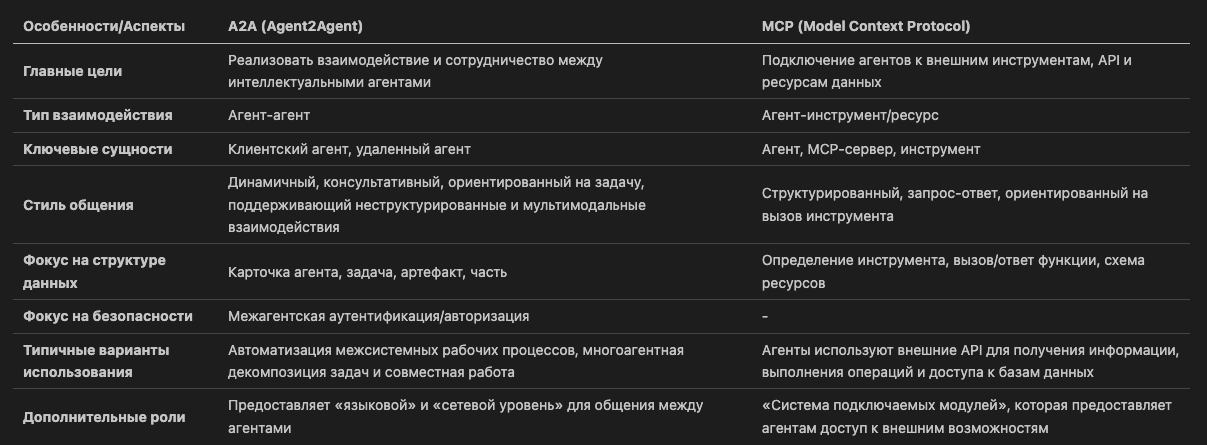 Особенности/Аспекты A2A (Agent2Agent) MCP (Model Context Protocol)
Главные цели
Реализовать взаимодействие и сотрудничество между
интеллектуальными агентами
Подключение агентов к внешним инструментам, API и
ресурсам данных
Тип взаимодействия Агент-агент Агент-инструмент/ресурс
Ключевые сущности Клиентский агент, удаленный агент Агент, MCP-сервер, инструмент
Стиль общения
Динамичный, консультативный, ориентированный на задачу,
поддерживающий неструктурированные и мультимодальные
взаимодействия
Структурированный, запрос-ответ, ориентированный на
вызов инструмента
Фокус на структуре
данных
Карточка агента, задача, артефакт, часть
Определение инструмента, вызов/ответ функции, схема
ресурсов
Фокус на безопасности Межагентская аутентификация/авторизация -
Типичные варианты
использования
Автоматизация межсистемных рабочих процессов, многоагентная
декомпозиция задач и совместная работа
Агенты используют внешние API для получения информации,
выполнения операций и доступа к базам данных
Дополнительные роли
Предоставляет «языковой» и «сетевой уровень» для общения между
агентами
«Система подключаемых модулей», которая предоставляет
агентам доступ к внешним возможностям